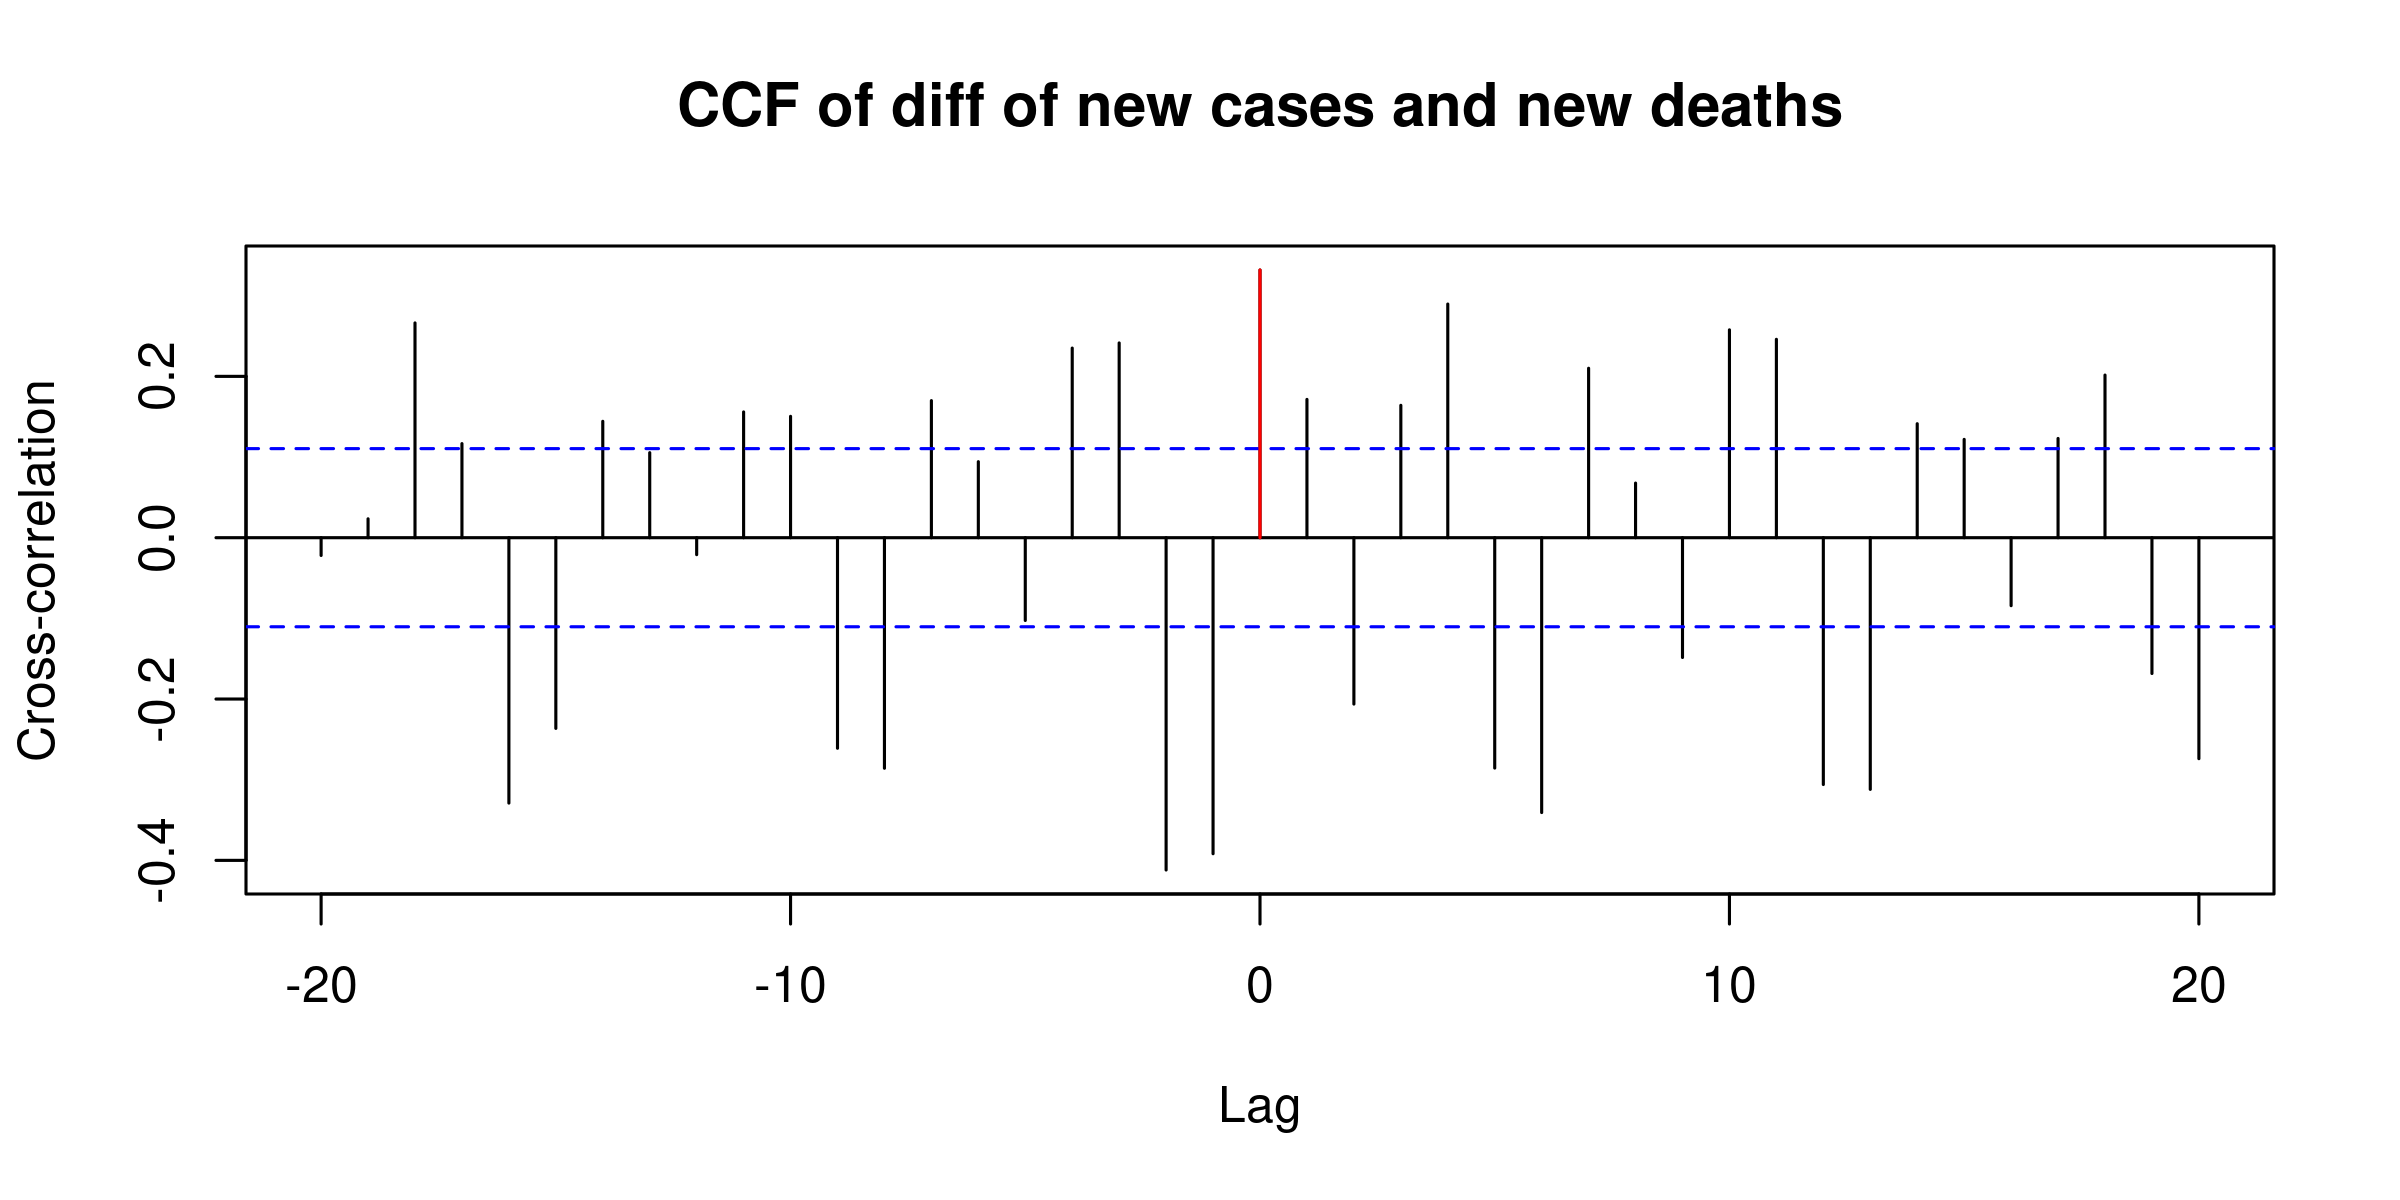 CCF of diff of new cases and new deaths
Cross-correlation
0.2
0.0
-0.2
-0.4
-20 -10 0 10 20
Lag